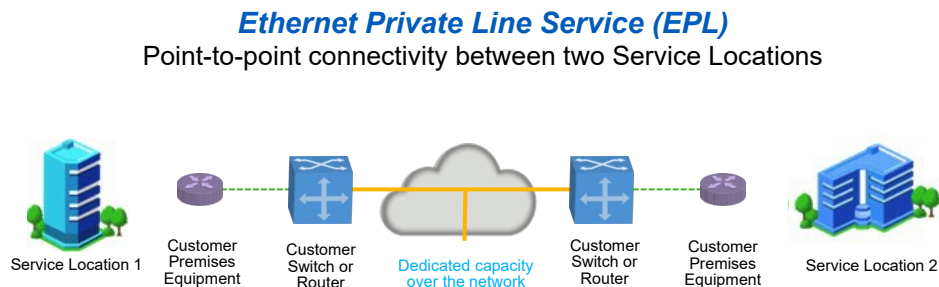 Ethernet Private Line Service (EPL)
Point-to-point connectivity between two Service Locations
Service Location 1
Customer
Premises
Equipment
Customer
Switch or
Router
Dedicated capacity
over the network
Customer
Switch or
Router
Customer
Premises
Equipment
Service Location 2